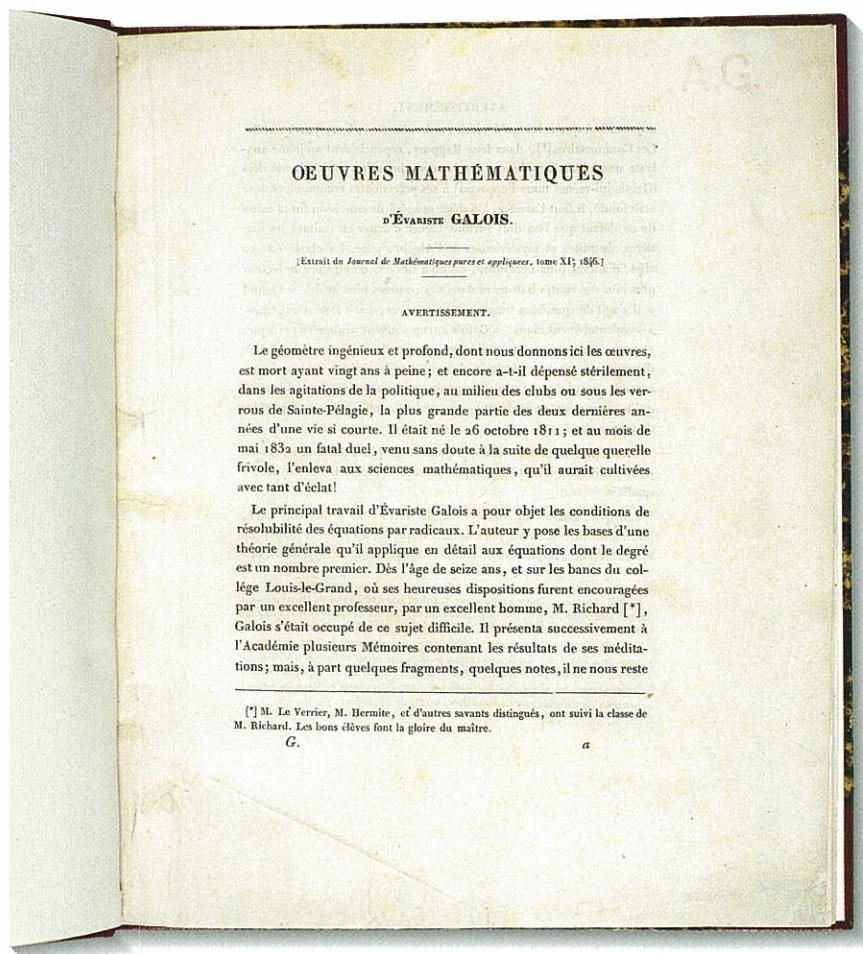 OEUVRES MATHÉMATIQUES
D'ÉVARISTE GALOIS.
[Extrait du Journal de Mathématiques pures et appliquees, tome XI; 1846.]
AVERTISSEMENT.
Le géomètre ingénieux et profond, dont nous donnons ici les œuvres,
est mort ayant vingt ans à peine; et encore a-t-il dépensé stérilement,
dans les agitations de la politique, au milieu des clubs ou sous les ver-
rous de Sainte-Pélagie, la plus grande partie des deux dernières an-
nées d'une vie si courte. Il était né le 26 octobre 1811; et au mois de
mai 1832 un fatal duel, venu sans doute à la suite de quelque querelle
frivole, l'enleva aux sciences mathématiques, qu'il aurait cultivées
avec tant d'éclat!
Le principal travail d'Évariste Galois a pour objet les conditions de
résolubilité des équations par radicaux. L'auteur y pose les bases d'une
théorie générale qu'il applique en détail aux équations dont le degré
est un nombre premier. Dès l'âge de seize ans, et sur les bancs du col-
lége Louis-le-Grand, où ses heureuses dispositions furent encouragées
par un excellent professeur, par un excellent homme, M. Richard [*],
Galois s'était occupé de ce sujet difficile. Il présenta successivement à
l'Académie plusieurs Mémoires contenant les résultats de ses médita-
tions; mais, à part quelques fragments, quelques notes, il ne nous reste
[*] M. Le Verrier, M. Hermite, et d'autres savants distingués, ont suivi la classe de
M. Richard. Les bons élèves font la gloire du maître.
G. a